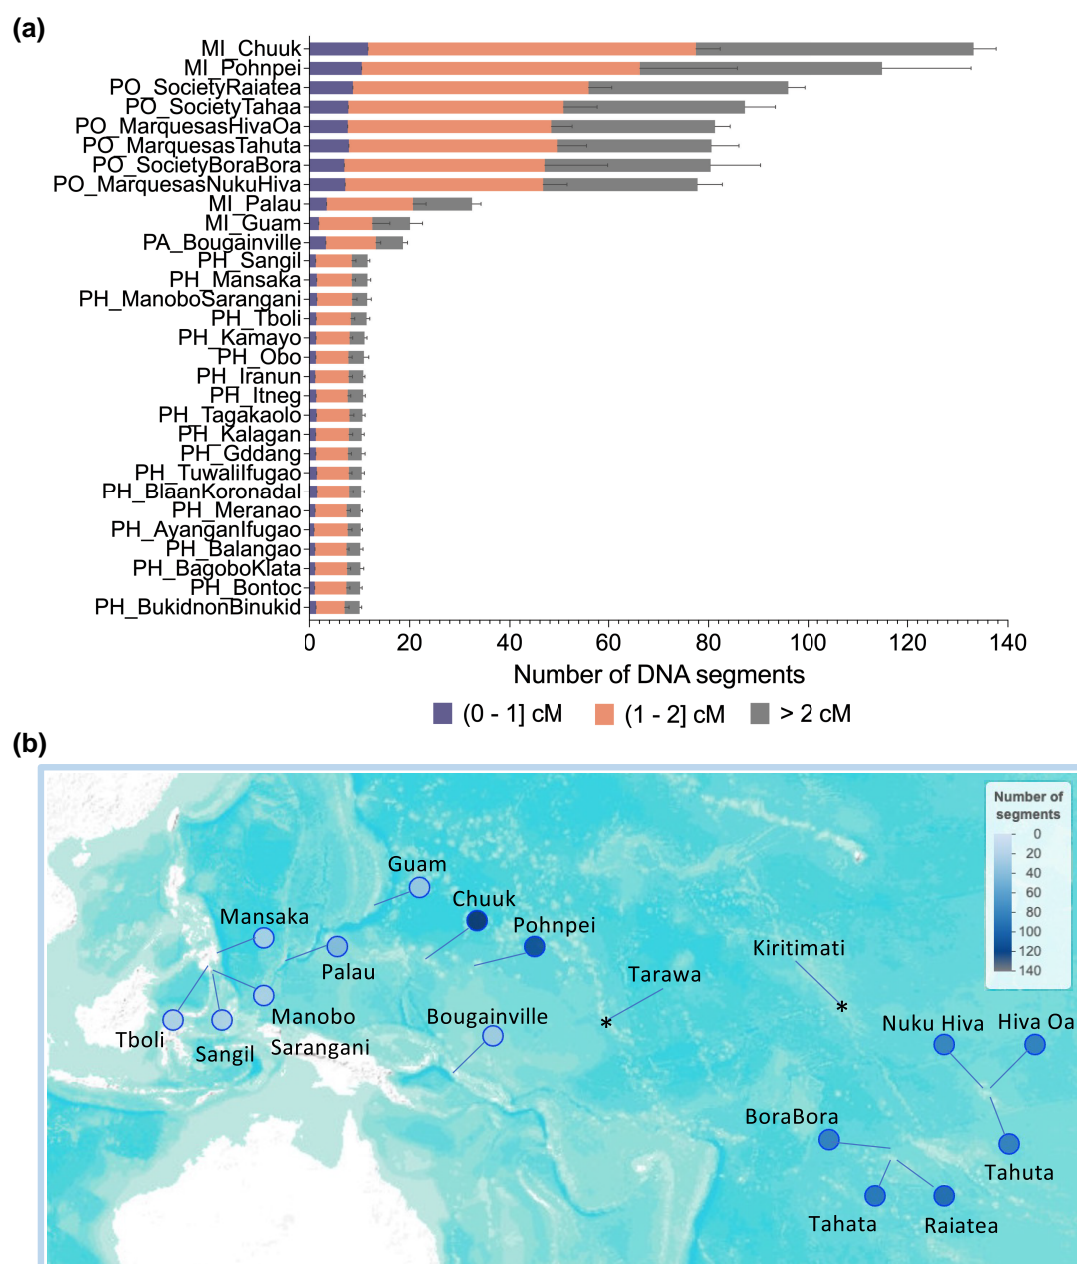 (a)
MI_Chuuk
MI_Pohnpei
PO_SocietyRaiatea
PO_SocietyTahaa
PO_MarquesasHivaOa
PO_MarquesasTahuta
PO_SocietyBoraBora
PO_MarquesasNukuHiva
MI_Palau
MI_Guam
PA_Bougainville
PH_Sangil
PH_Mansaka
PH_ManoboSarangani
PH_Tboli
PH_Kamayo
PH_Obo
PH_Iranun
PH_Itneg
PH_Tagakaolo
PH_Kalagan
PH_Gddang
PH_TuwaliIfugao
PH_BlaanKoronadal
PH_Meranao
PH_AyanganIfugao
PH_Balangao
PH_BagoboKlata
PH_Bontoc
PH_BukidnonBinukid
0 20 40 60 80 100 120 140
Number of DNA segments
(0 - 1] cM (1 - 2] cM > 2 cM
(b)
Number of
segments
0
20
40
60
80
100
120
140
Guam
Chuuk
Mansaka
Pohnpei
Palau
Kiritimati
Tarawa
*
*
Bougainville
Manobo
Sarangani
Tboli
Sangil
Nuku Hiva
Hiva Oa
BoraBora
Tahuta
Tahata
Raiatea